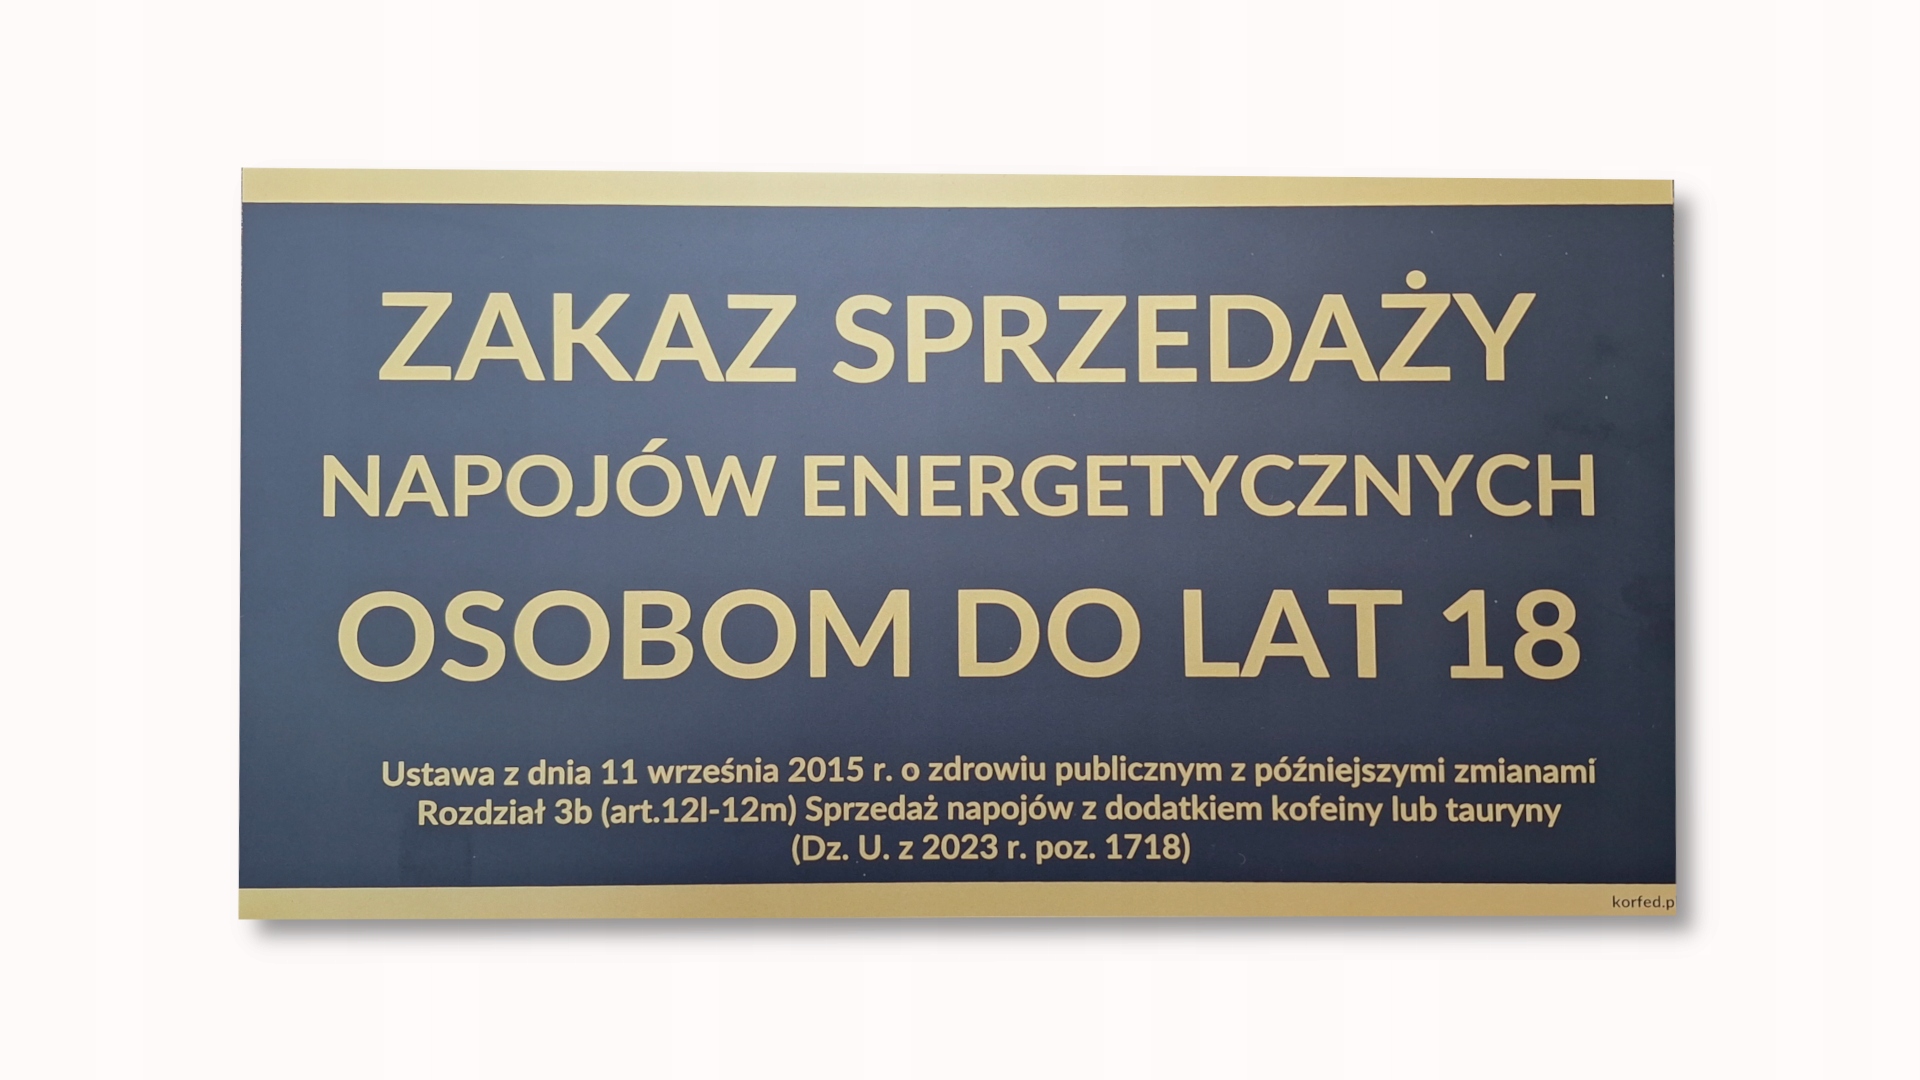 ZAKAZ SPRZEDAŻY
NAPOJÓW ENERGETYCZNYCH
OSOBOM DO LAT 18
Ustawa z dnia 11 września 2015 r. o zdrowiu publicznym z późniejszymi zmianami
Rozdział 3b (art.12l-12m) Sprzedaż napojów z dodatkiem kofeiny lub tauryny
(Dz. U. z 2023 r. poz. 1718)
korfed.p